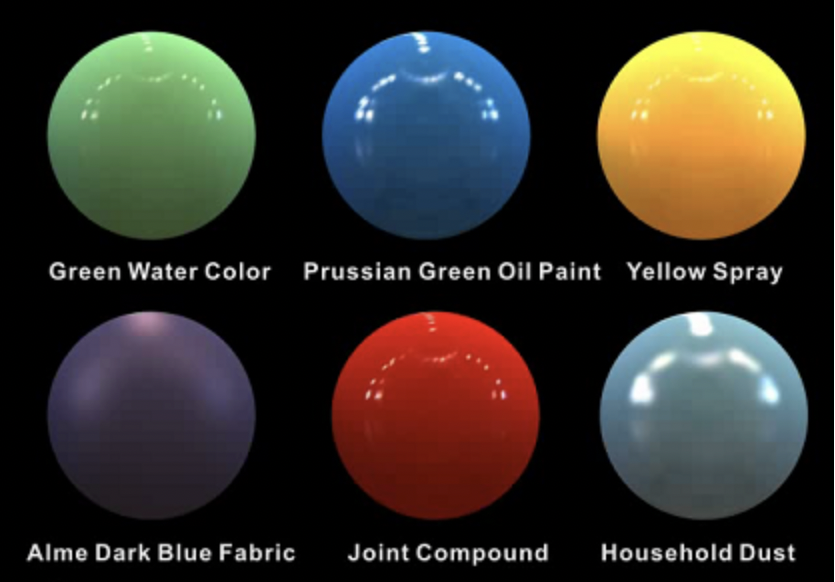 Green Water Color
Prussian Green Oil Paint
Yellow Spray
Alme Dark Blue Fabric
Joint Compound
Household Dust